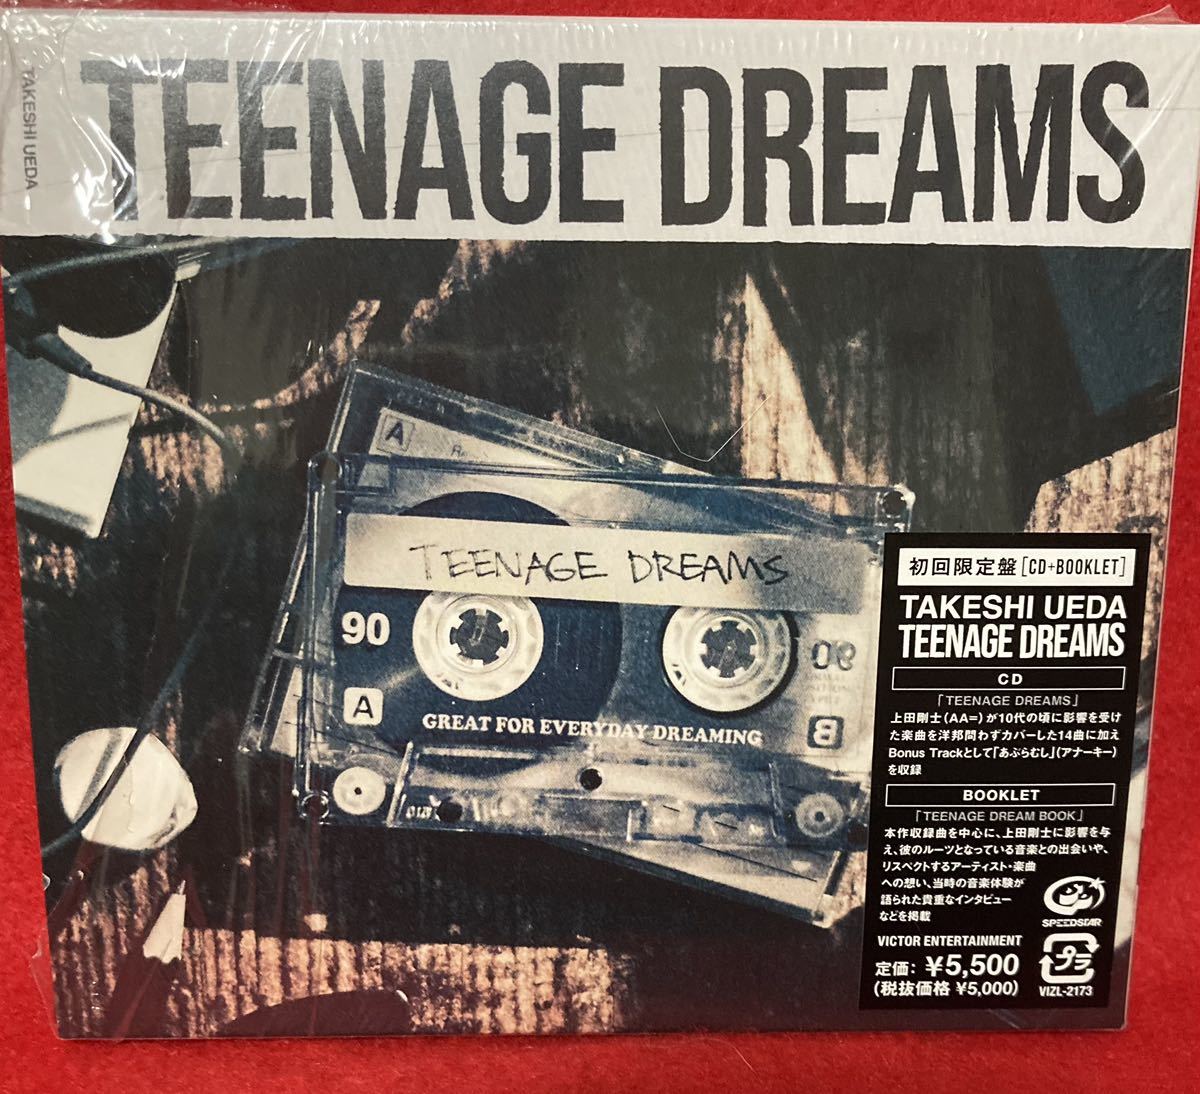 TEENAGE DREAMS
TAKESHI UEDA
A
TEENAGE DREAMS
90
90
A
B
GREAT FOR EVERYDAY DREAMING
初回限定盤[CD+BOOKLET]
TAKESHI UEDA
TEENAGE DREAMS
CD
「TEENAGE DREAMS」
上田剛士(AA=)が10代の頃に影響を受け
た楽曲を洋邦問わずカバーした14曲に加え
Bonus Trackとして「あぶらむし」(アナーキー)
を収録
BOOKLET
「TEENAGE DREAM BOOK」
本作収録曲を中心に、上田剛士に影響を与
え、彼のルーツとなっている音楽との出会いや、
リスペクトするアーティスト・楽曲
への想い、当時の音楽体験が
語られた貴重なインタビュー
などを掲載
SPEEDSTAR
VICTOR ENTERTAINMENT
定価: ¥5,500
(税抜価格 ¥5,000)
プラ
VIZL-2173